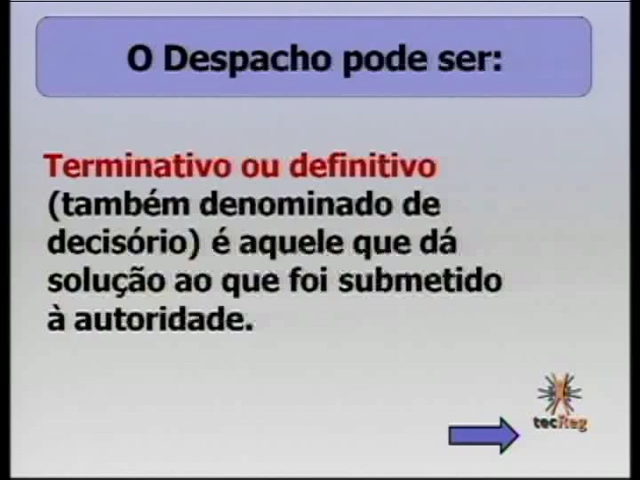 O Despacho pode ser:
Terminativo ou definitivo
(também denominado de
decisório) é aquele que dá
solução ao que foi submetido
à autoridade.
tecReg